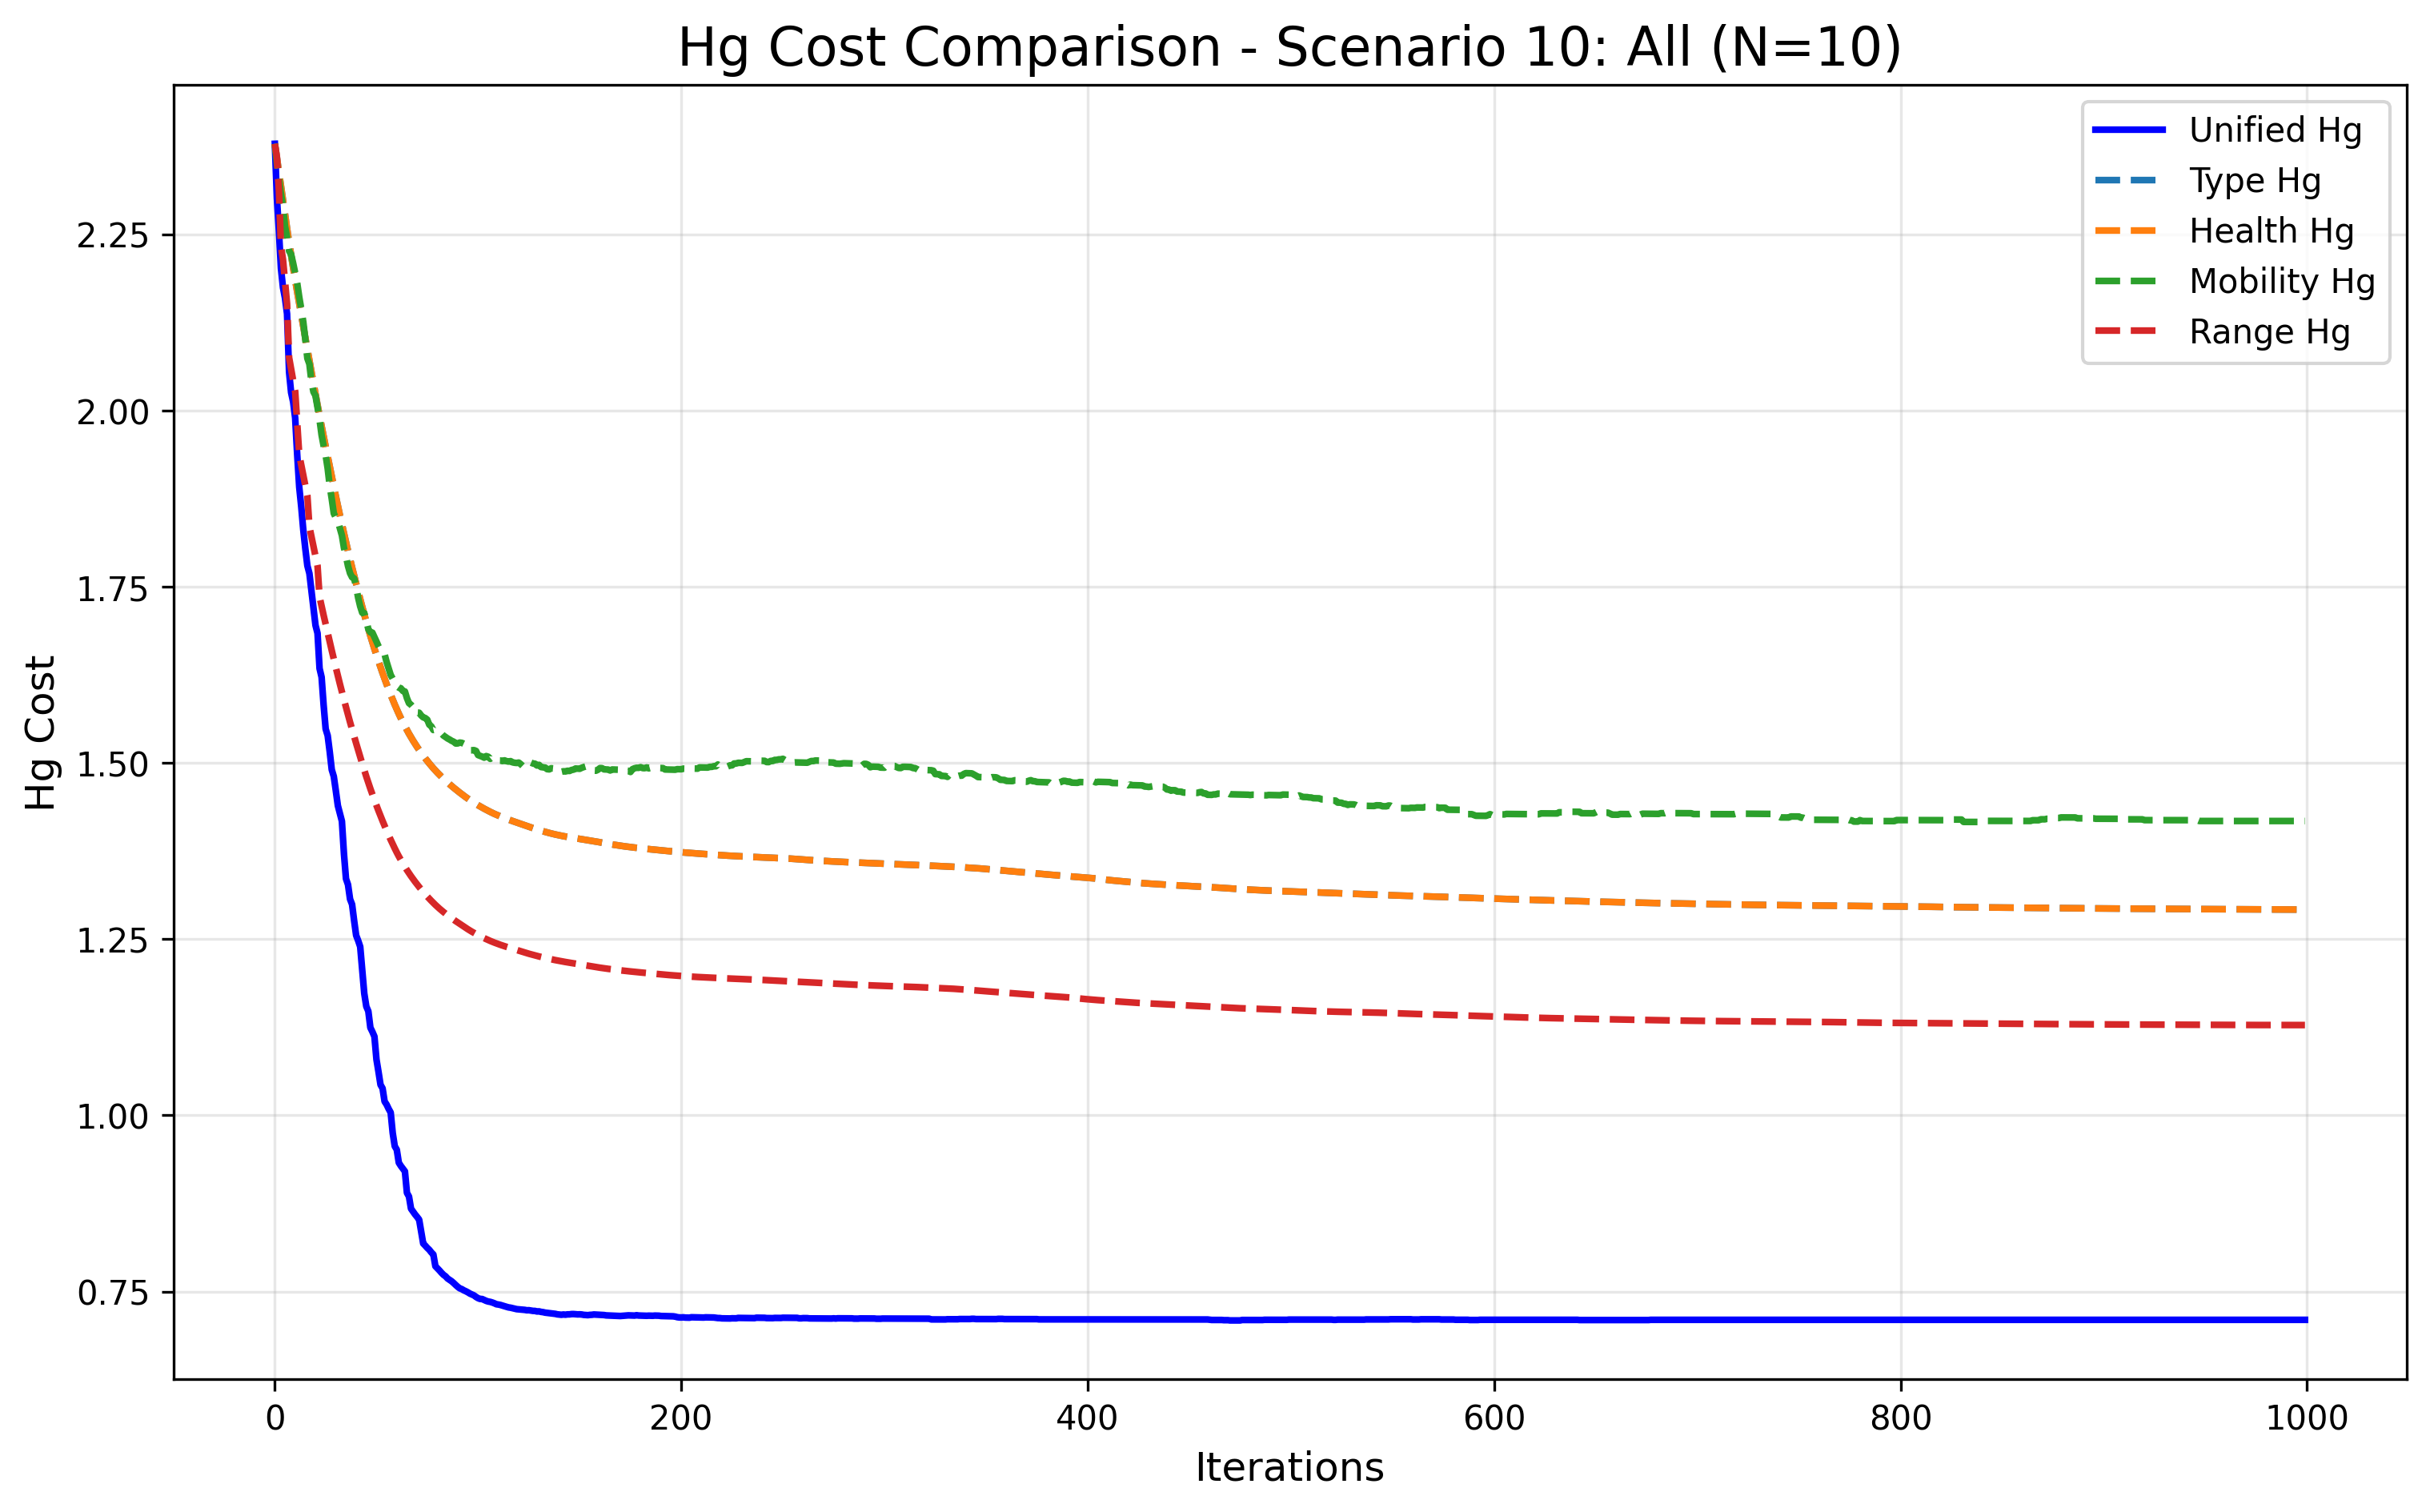 Hg Cost Comparison - Scenario 10: All (N=10)
Unified Hg
Type Hg
Health Hg
Mobility Hg
Range Hg
Hg Cost
2.25
2.00
1.75
1.50
1.25
1.00
0.75
0
200
400
600
800
1000
Iterations